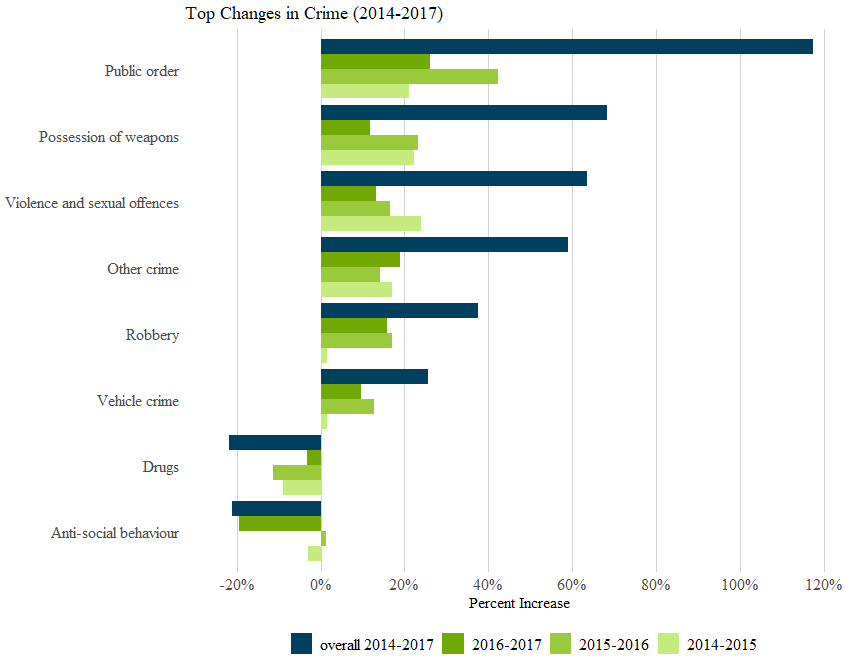 Top Changes in Crime (2014-2017)
Public order
Possession of weapons
Violence and sexual offences
Other crime
Robbery
Vehicle crime
Drugs
Anti-social behaviour
-20% 0% 20% 40% 60% 80% 100% 120%
Percent Increase
overall 2014-2017 2016-2017 2015-2016 2014-2015